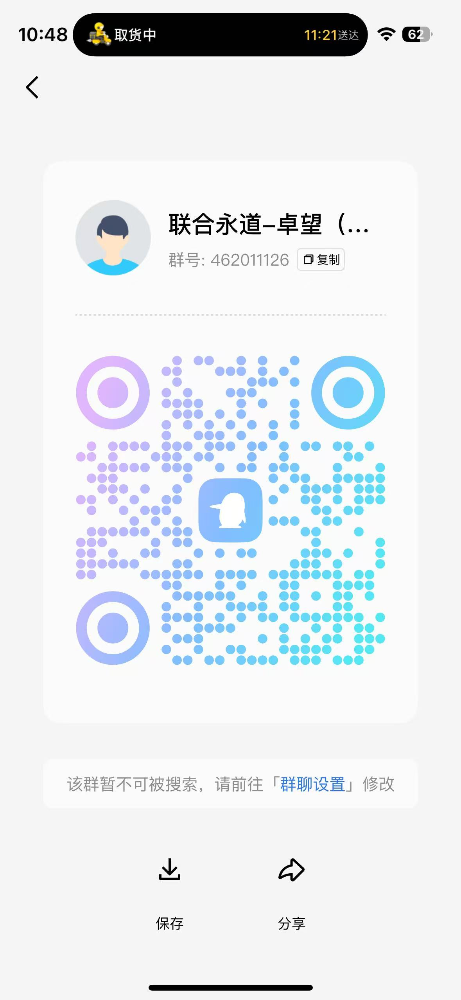 10:48 取货中 11:21送达 62
联合永道-卓望（...
群号: 462011126 复制
该群暂不可被搜索，请前往「群聊设置」修改
保存 分享